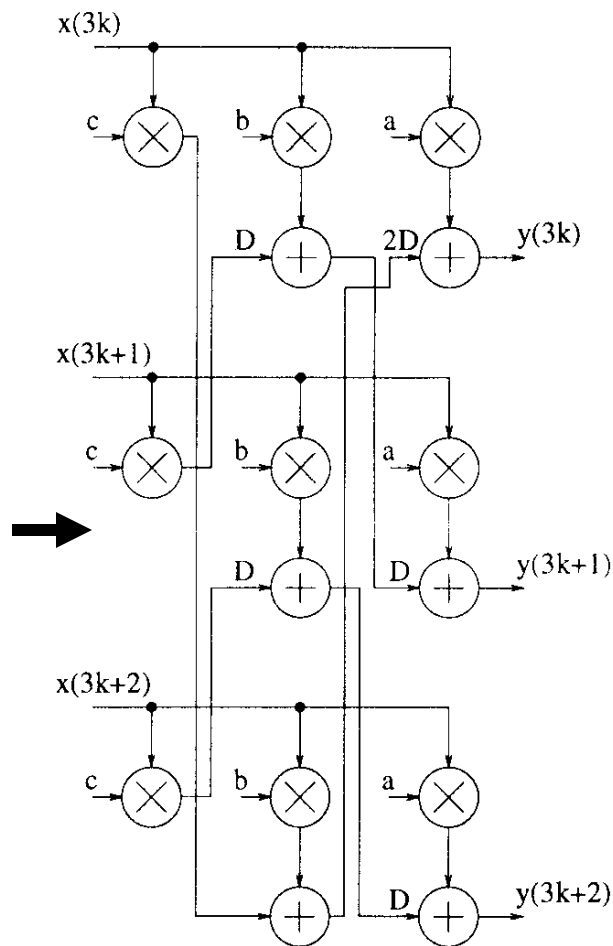 x(3k)
c b a
D 2D y(3k)
x(3k+1)
c b a
D D y(3k+1)
x(3k+2)
c b a
D y(3k+2)